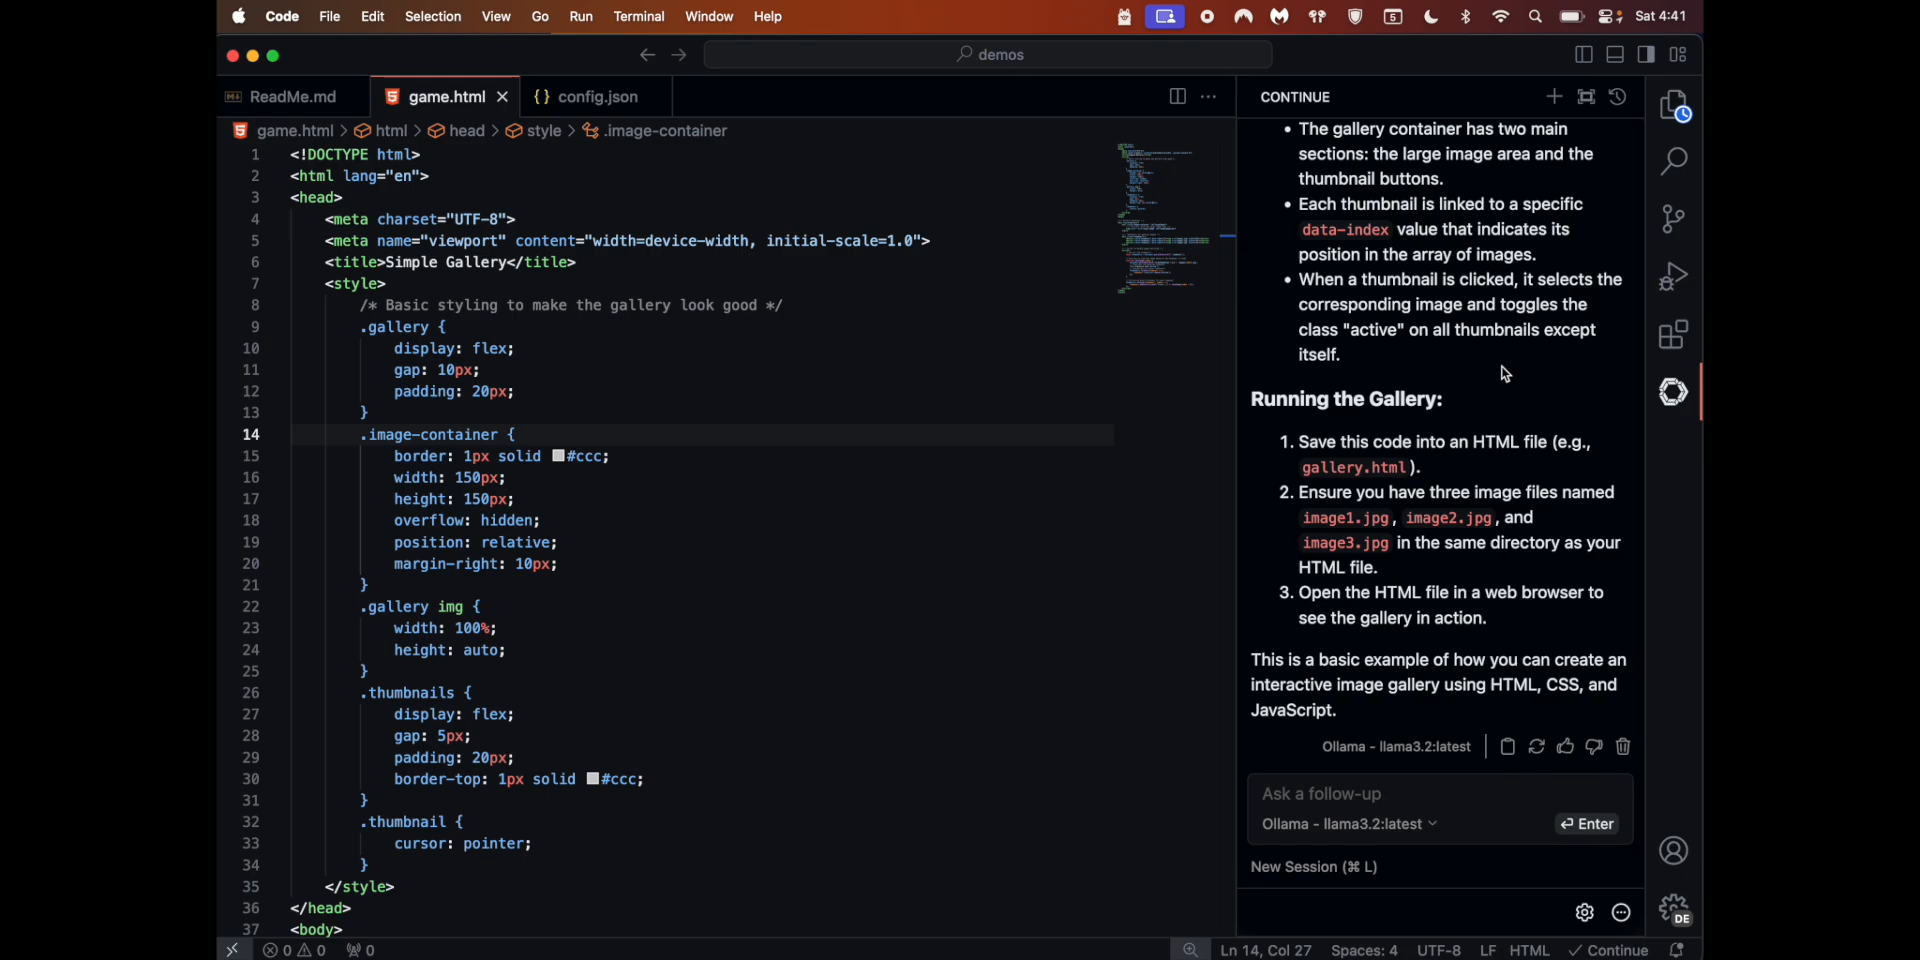 Code File Edit Selection View Go Run Terminal Window Help
5
Sat 4:41
demos
ReadMe.md
5 game.html
{} config.json
CONTINUE
5 game.html > html > head > style > .image-container
1 <!DOCTYPE html>
2 <html lang="en">
3 <head>
4 <meta charset="UTF-8">
5 <meta name="viewport" content="width=device-width, initial-scale=1.0">
6 <title>Simple Gallery</title>
7 <style>
8 /* Basic styling to make the gallery look good */
9 .gallery {
10 display: flex;
11 gap: 10px;
12 padding: 20px;
13 }
14 .image-container {
15 border: 1px solid #ccc;
16 width: 150px;
17 height: 150px;
18 overflow: hidden;
19 position: relative;
20 margin-right: 10px;
21 }
22 .gallery img {
23 width: 100%;
24 height: auto;
25 }
26 .thumbnails {
27 display: flex;
28 gap: 5px;
29 padding: 20px;
30 border-top: 1px solid #ccc;
31 }
32 .thumbnail {
33 cursor: pointer;
34 }
35 </style>
36 </head>
37 <body>
• The gallery container has two main
sections: the large image area and the
thumbnail buttons.
• Each thumbnail is linked to a specific
data-index value that indicates its
position in the array of images.
• When a thumbnail is clicked, it selects the
corresponding image and toggles the
class "active" on all thumbnails except
itself.
Running the Gallery:
1. Save this code into an HTML file (e.g.,
gallery.html).
2. Ensure you have three image files named
image1.jpg, image2.jpg, and
image3.jpg in the same directory as your
HTML file.
3. Open the HTML file in a web browser to
see the gallery in action.
This is a basic example of how you can create an
interactive image gallery using HTML, CSS, and
JavaScript.
Ollama - llama3.2:latest
Ask a follow-up
Ollama - llama3.2:latest
Enter
New Session (⌘ L)
DE
0 0 0
Ln 14, Col 27 Spaces: 4 UTF-8 LF HTML ✓ Continue